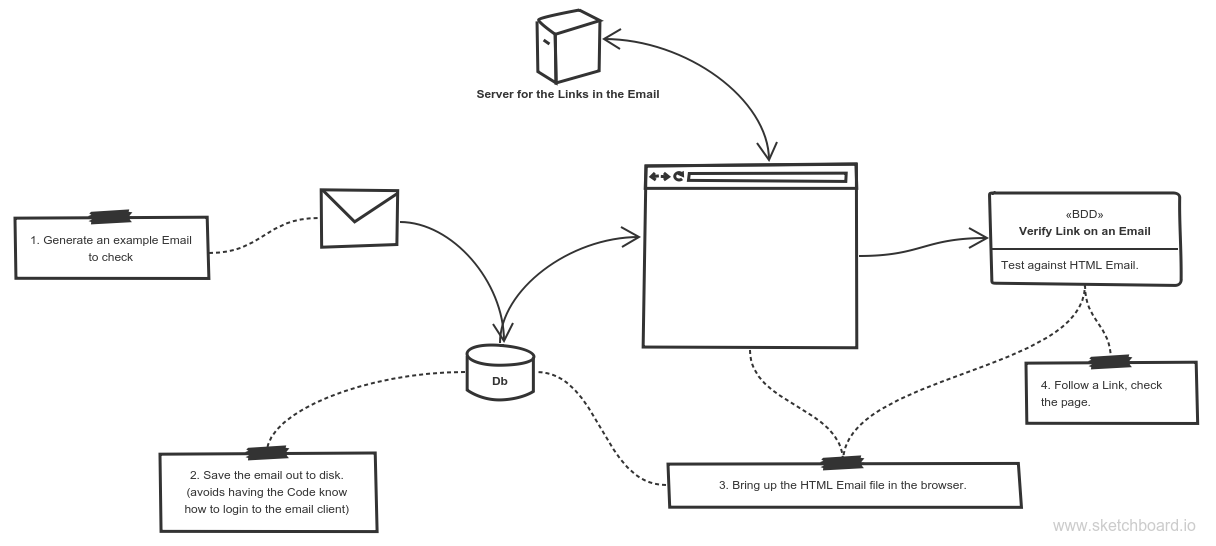 Server for the Links in the Email
1. Generate an example Email
to check
«BDD»
Verify Link on an Email
Test against HTML Email.
Db
4. Follow a Link, check
the page.
2. Save the email out to disk.
(avoids having the Code know
how to login to the email client)
3. Bring up the HTML Email file in the browser.
www.sketchboard.io